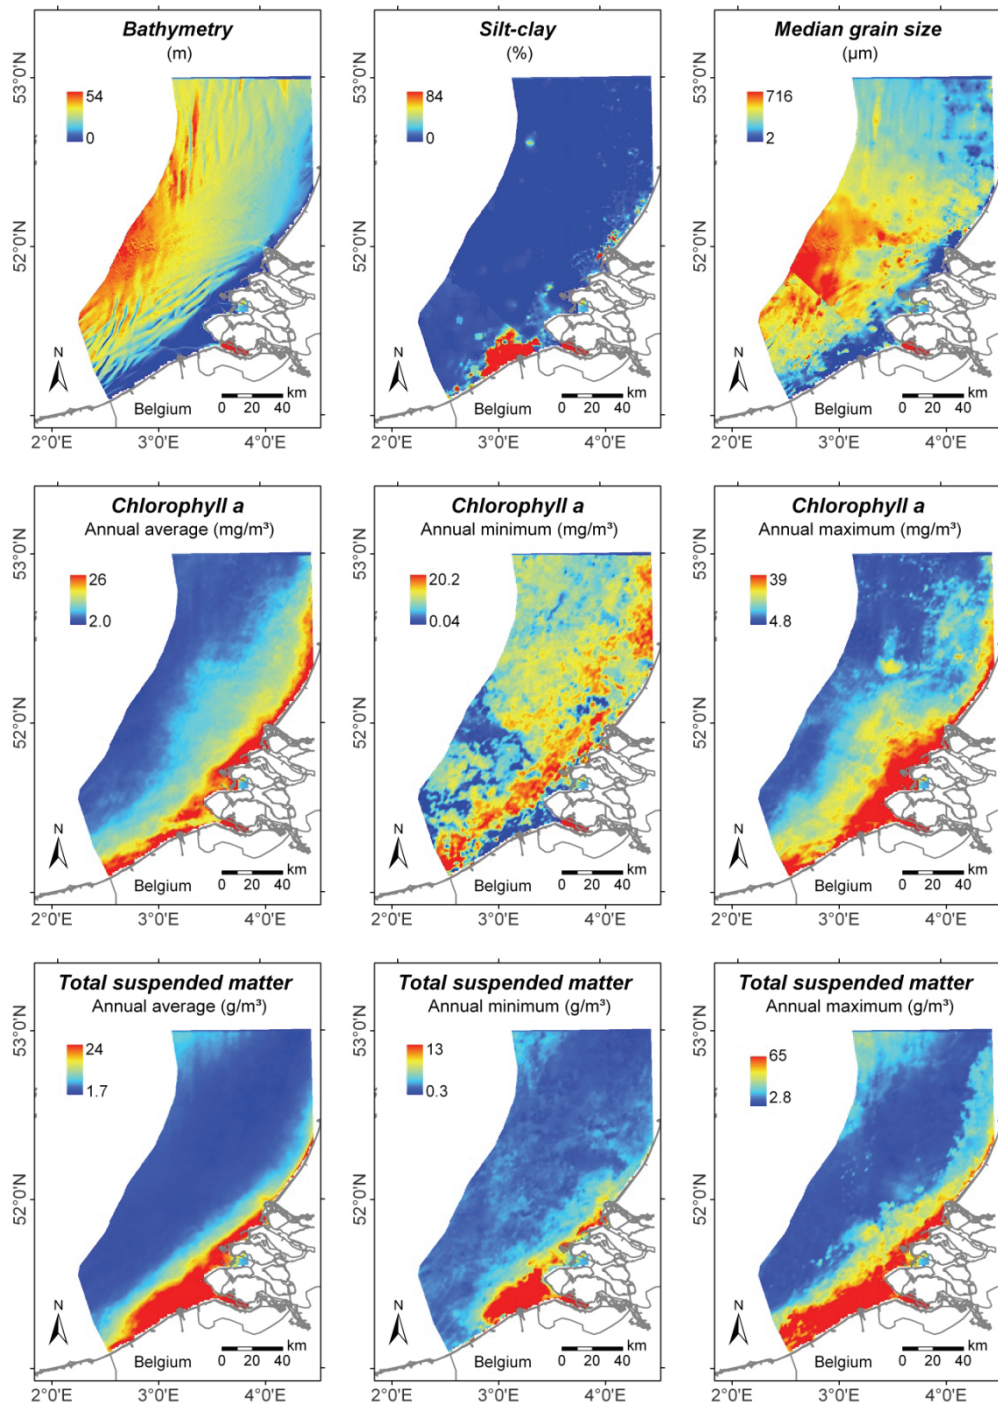 Bathymetry
(m)
54
0
53°0'N
52°0'N
N
Belgium
km
0 20 40
2°0'E 3°0'E 4°0'E
Silt-clay
(%)
84
0
53°0'N
52°0'N
N
Belgium
km
0 20 40
2°0'E 3°0'E 4°0'E
Median grain size
(µm)
716
2
53°0'N
52°0'N
N
Belgium
km
0 20 40
2°0'E 3°0'E 4°0'E
Chlorophyll a
Annual average (mg/m³)
26
2.0
53°0'N
52°0'N
N
Belgium
km
0 20 40
2°0'E 3°0'E 4°0'E
Chlorophyll a
Annual minimum (mg/m³)
20.2
0.04
53°0'N
52°0'N
N
Belgium
km
0 20 40
2°0'E 3°0'E 4°0'E
Chlorophyll a
Annual maximum (mg/m³)
39
4.8
53°0'N
52°0'N
N
Belgium
km
0 20 40
2°0'E 3°0'E 4°0'E
Total suspended matter
Annual average (g/m³)
24
1.7
53°0'N
52°0'N
N
Belgium
km
0 20 40
2°0'E 3°0'E 4°0'E
Total suspended matter
Annual minimum (g/m³)
13
0.3
53°0'N
52°0'N
N
Belgium
km
0 20 40
2°0'E 3°0'E 4°0'E
Total suspended matter
Annual maximum (g/m³)
65
2.8
53°0'N
52°0'N
N
Belgium
km
0 20 40
2°0'E 3°0'E 4°0'E